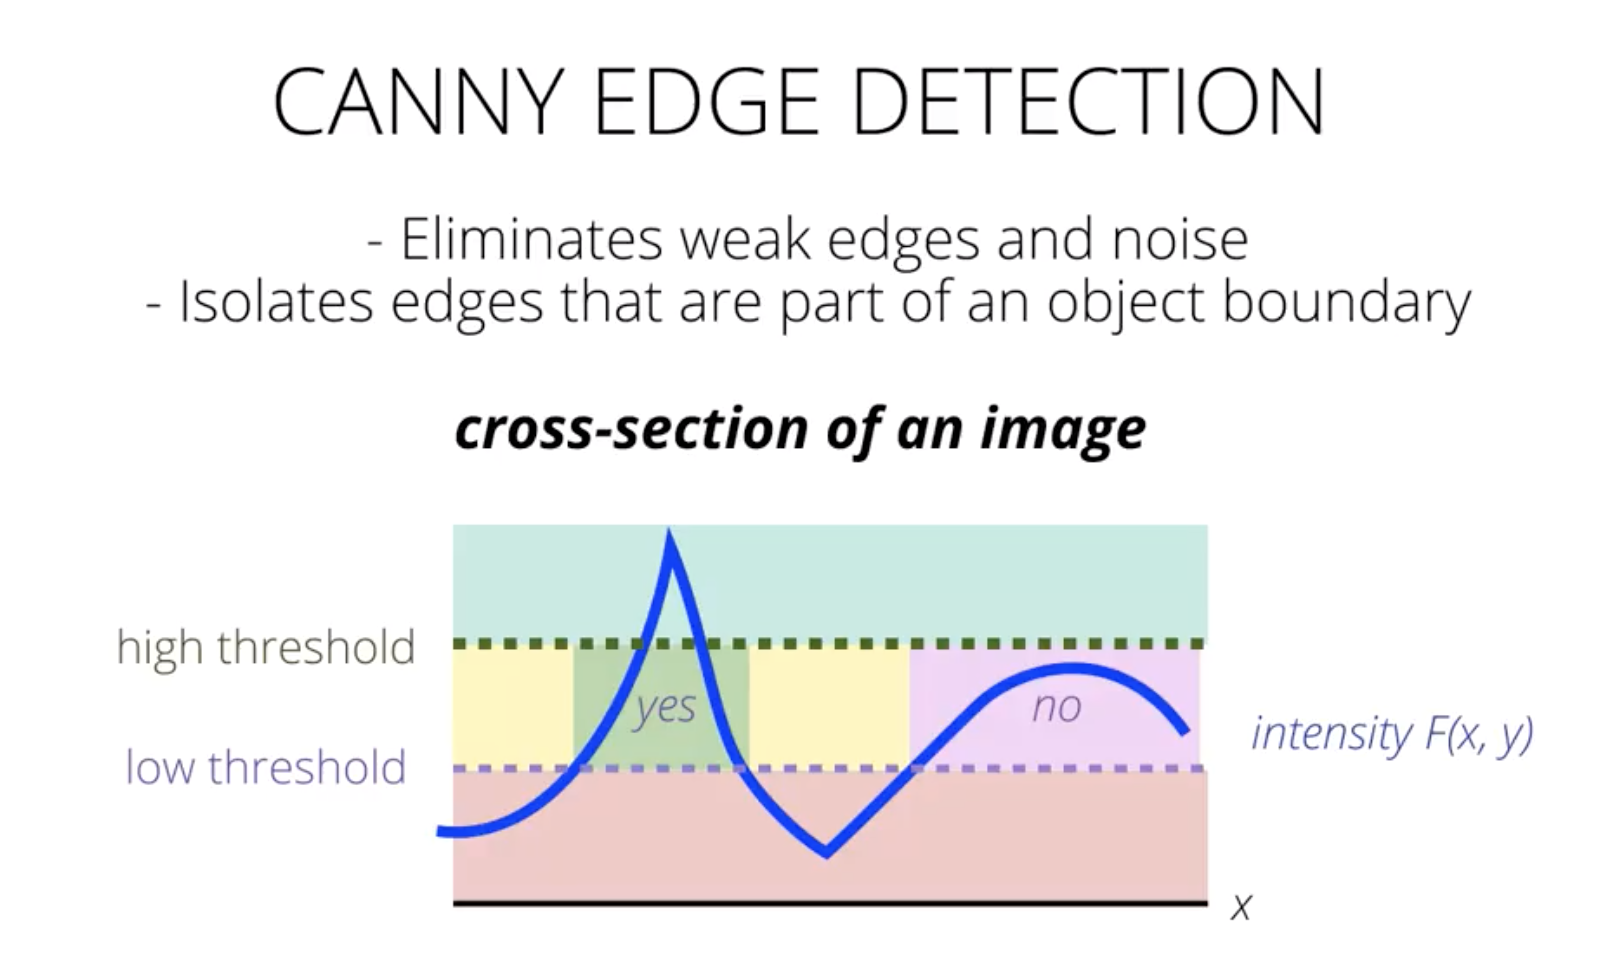 CANNY EDGE DETECTION
- Eliminates weak edges and noise
- Isolates edges that are part of an object boundary
cross-section of an image
high threshold
yes
no
low threshold
intensity F(x, y)
x